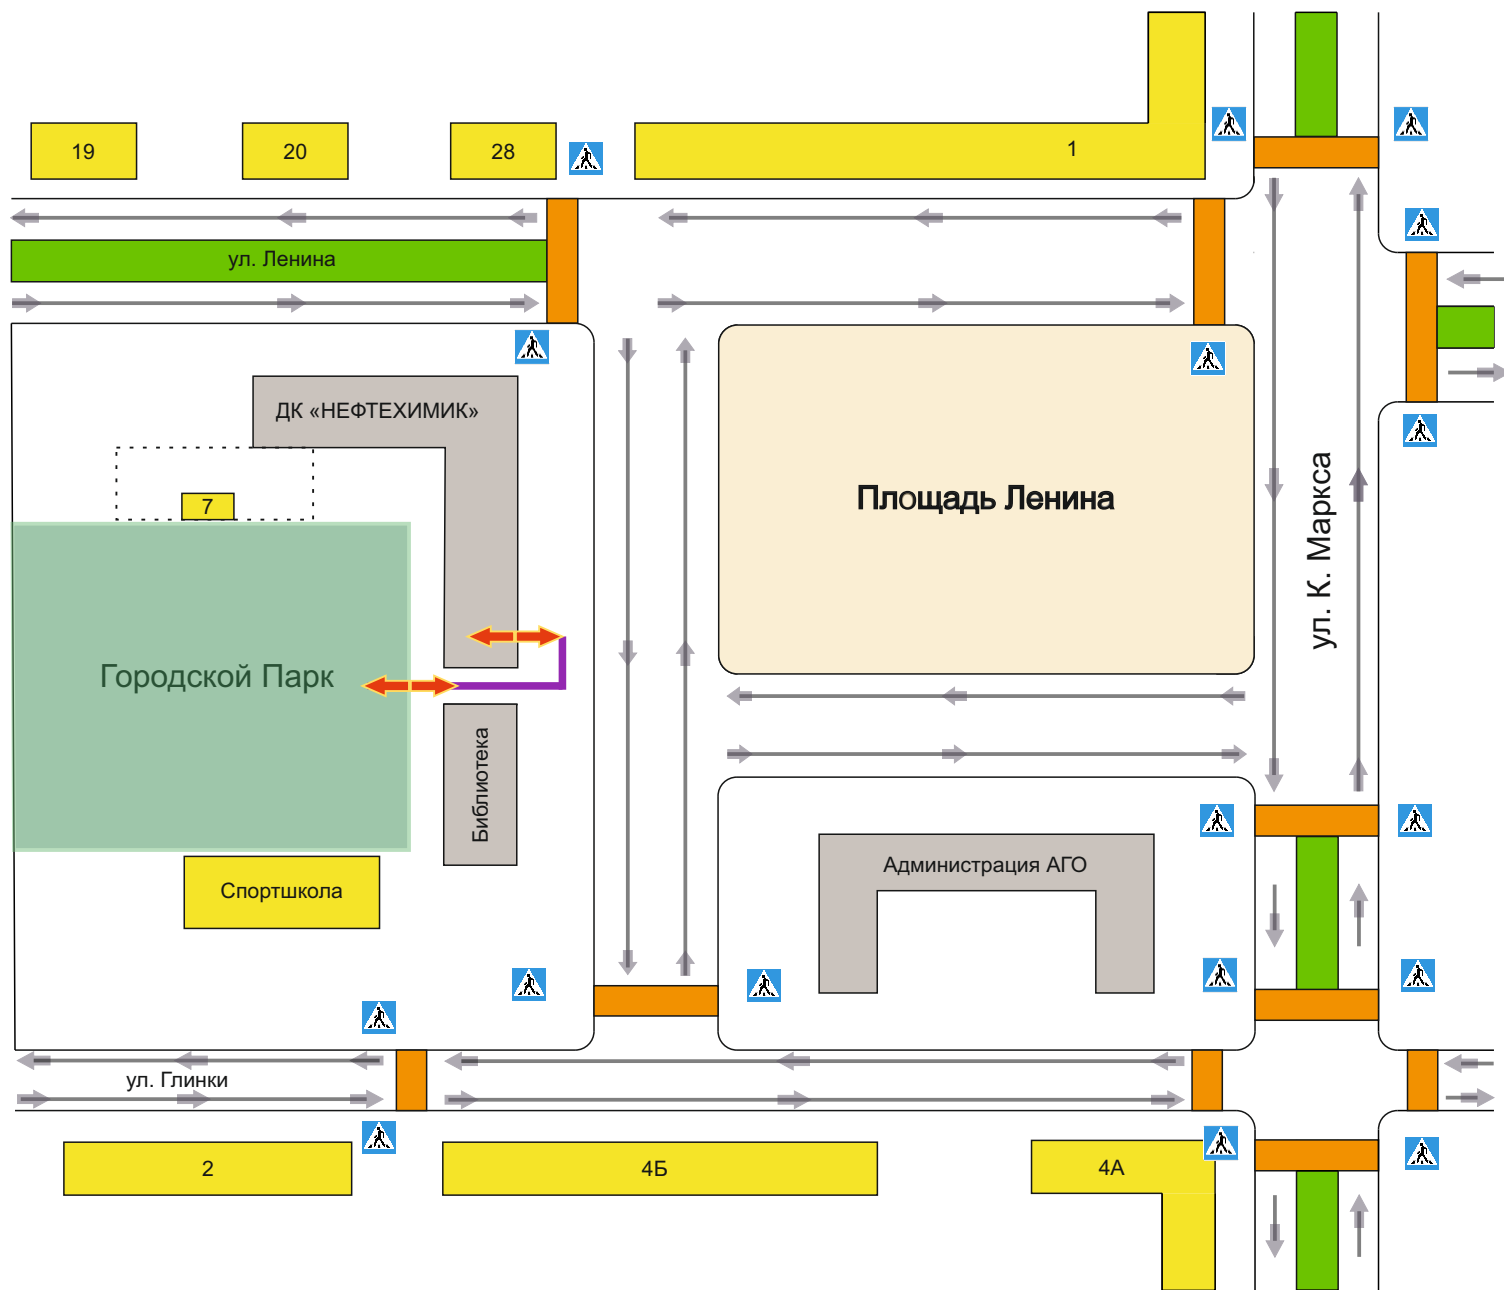 19
20
28
1
ул. Ленина
ДК «НЕФТЕХИМИК»
7
Площадь Ленина
ул. К. Маркса
Городской Парк
Библиотека
Спортшкола
Администрация АГО
ул. Глинки
2
4Б
4А